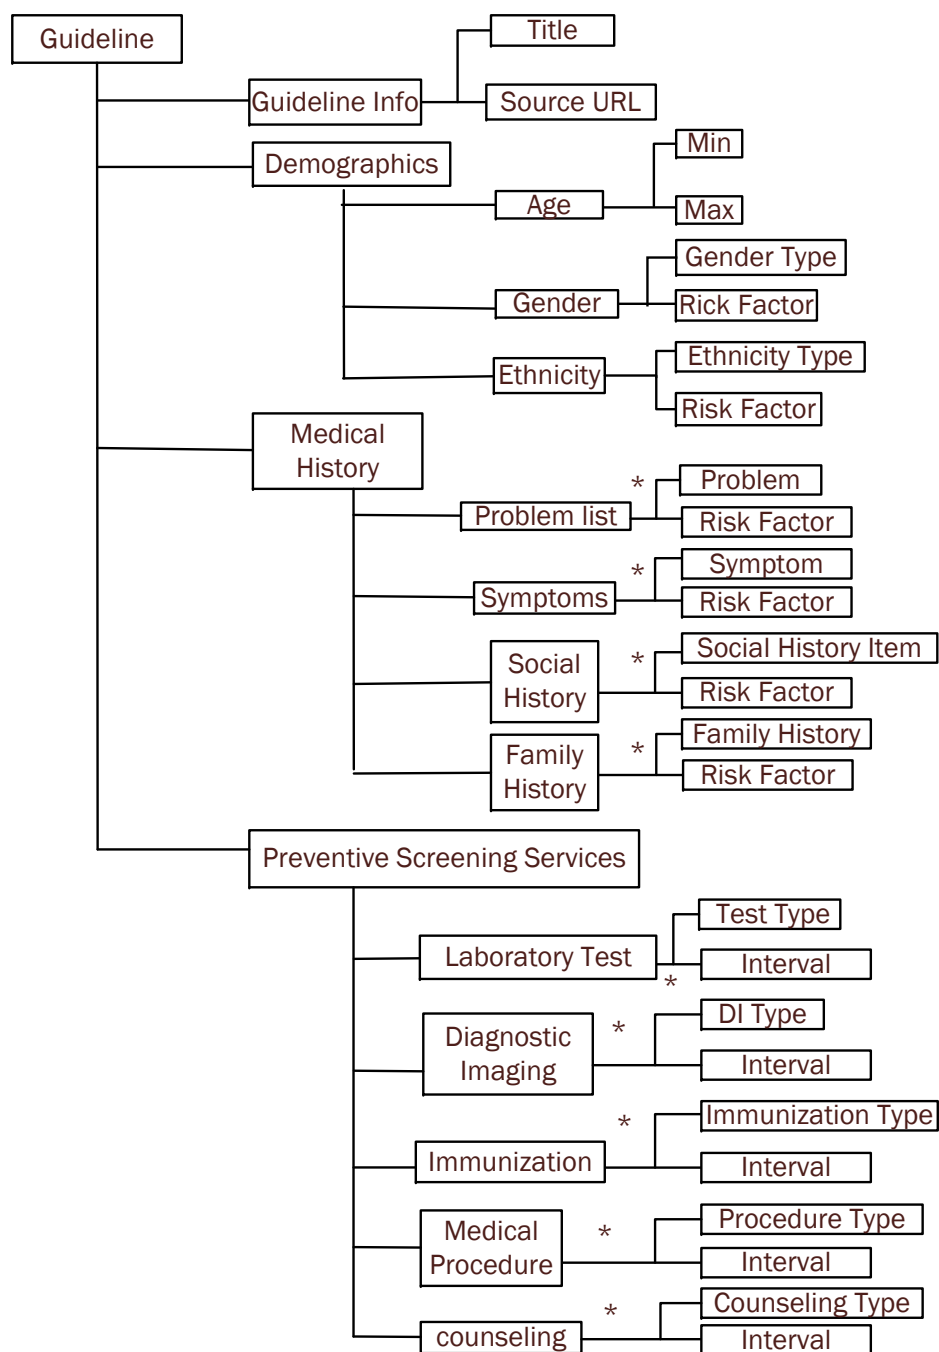 Guideline
Title
Guideline Info
Source URL
Demographics
Min
Age
Max
Gender Type
Gender
Rick Factor
Ethnicity Type
Ethnicity
Risk Factor
Medical
History
*
Problem
Problem list
Risk Factor
*
Symptom
Symptoms
Risk Factor
*
Social History Item
Social
History
Risk Factor
*
Family History
Family
History
Risk Factor
Preventive Screening Services
Test Type
Laboratory Test
Interval
*
DI Type
*
Diagnostic
Imaging
Interval
*
Immunization Type
Immunization
Interval
*
Procedure Type
Medical
Procedure
Interval
*
Counseling Type
counseling
Interval